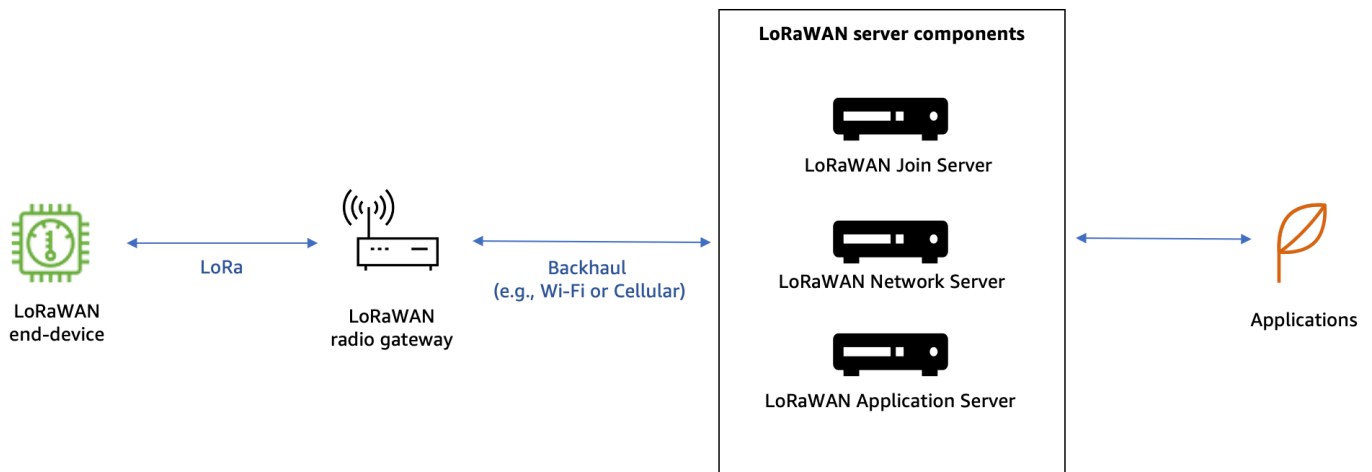 LoRaWAN server components
LoRaWAN Join Server
LoRaWAN Network Server
LoRaWAN Application Server
LoRaWAN
end-device
LoRa
LoRaWAN
radio gateway
Backhaul
(e.g., Wi-Fi or Cellular)
Applications